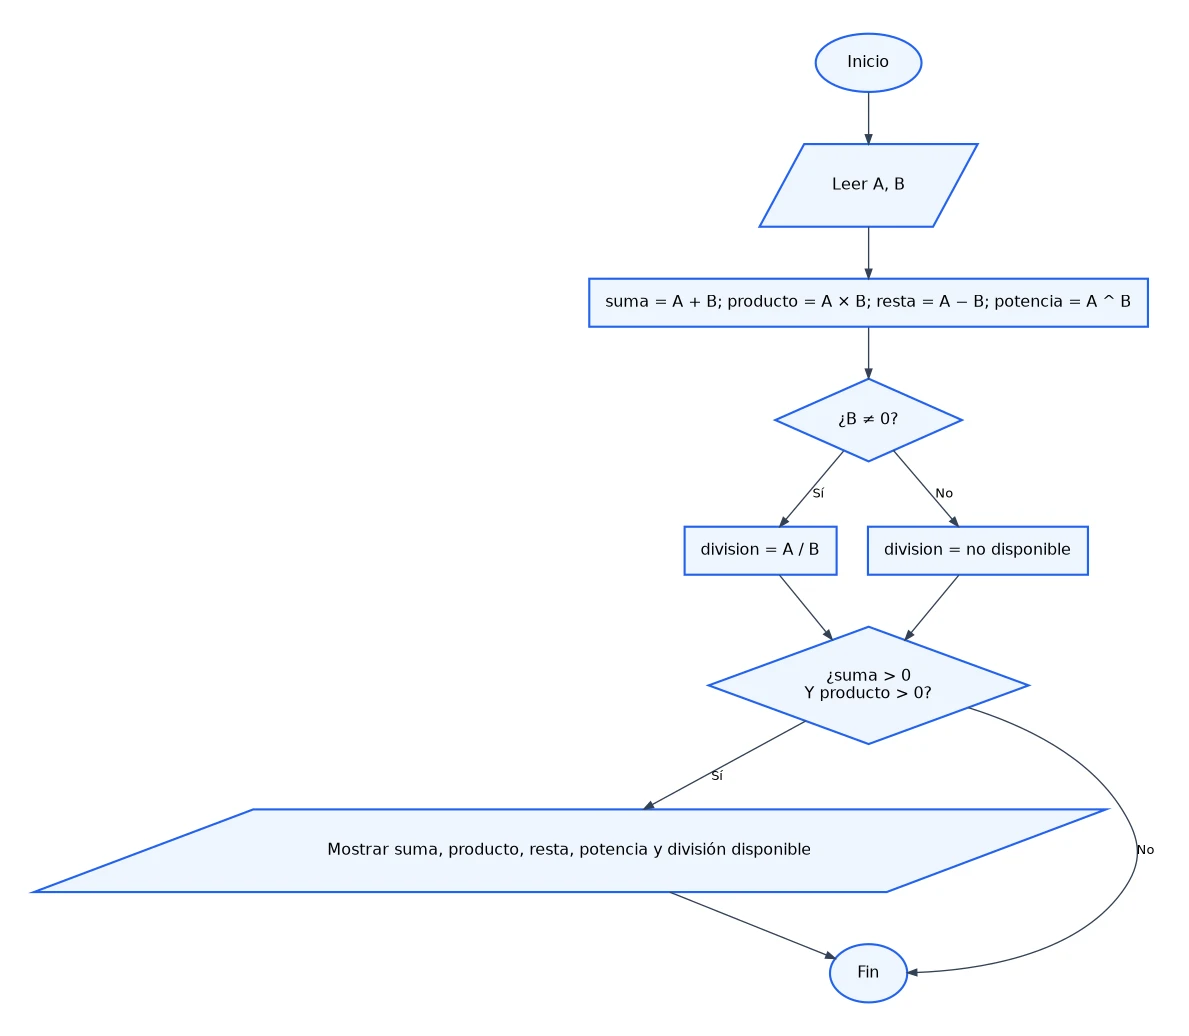 Inicio
Leer A, B
suma = A + B; producto = A × B; resta = A − B; potencia = A ^ B
¿B ≠ 0?
Sí
No
division = A / B
division = no disponible
¿suma > 0
Y producto > 0?
Sí
Mostrar suma, producto, resta, potencia y división disponible
No
Fin